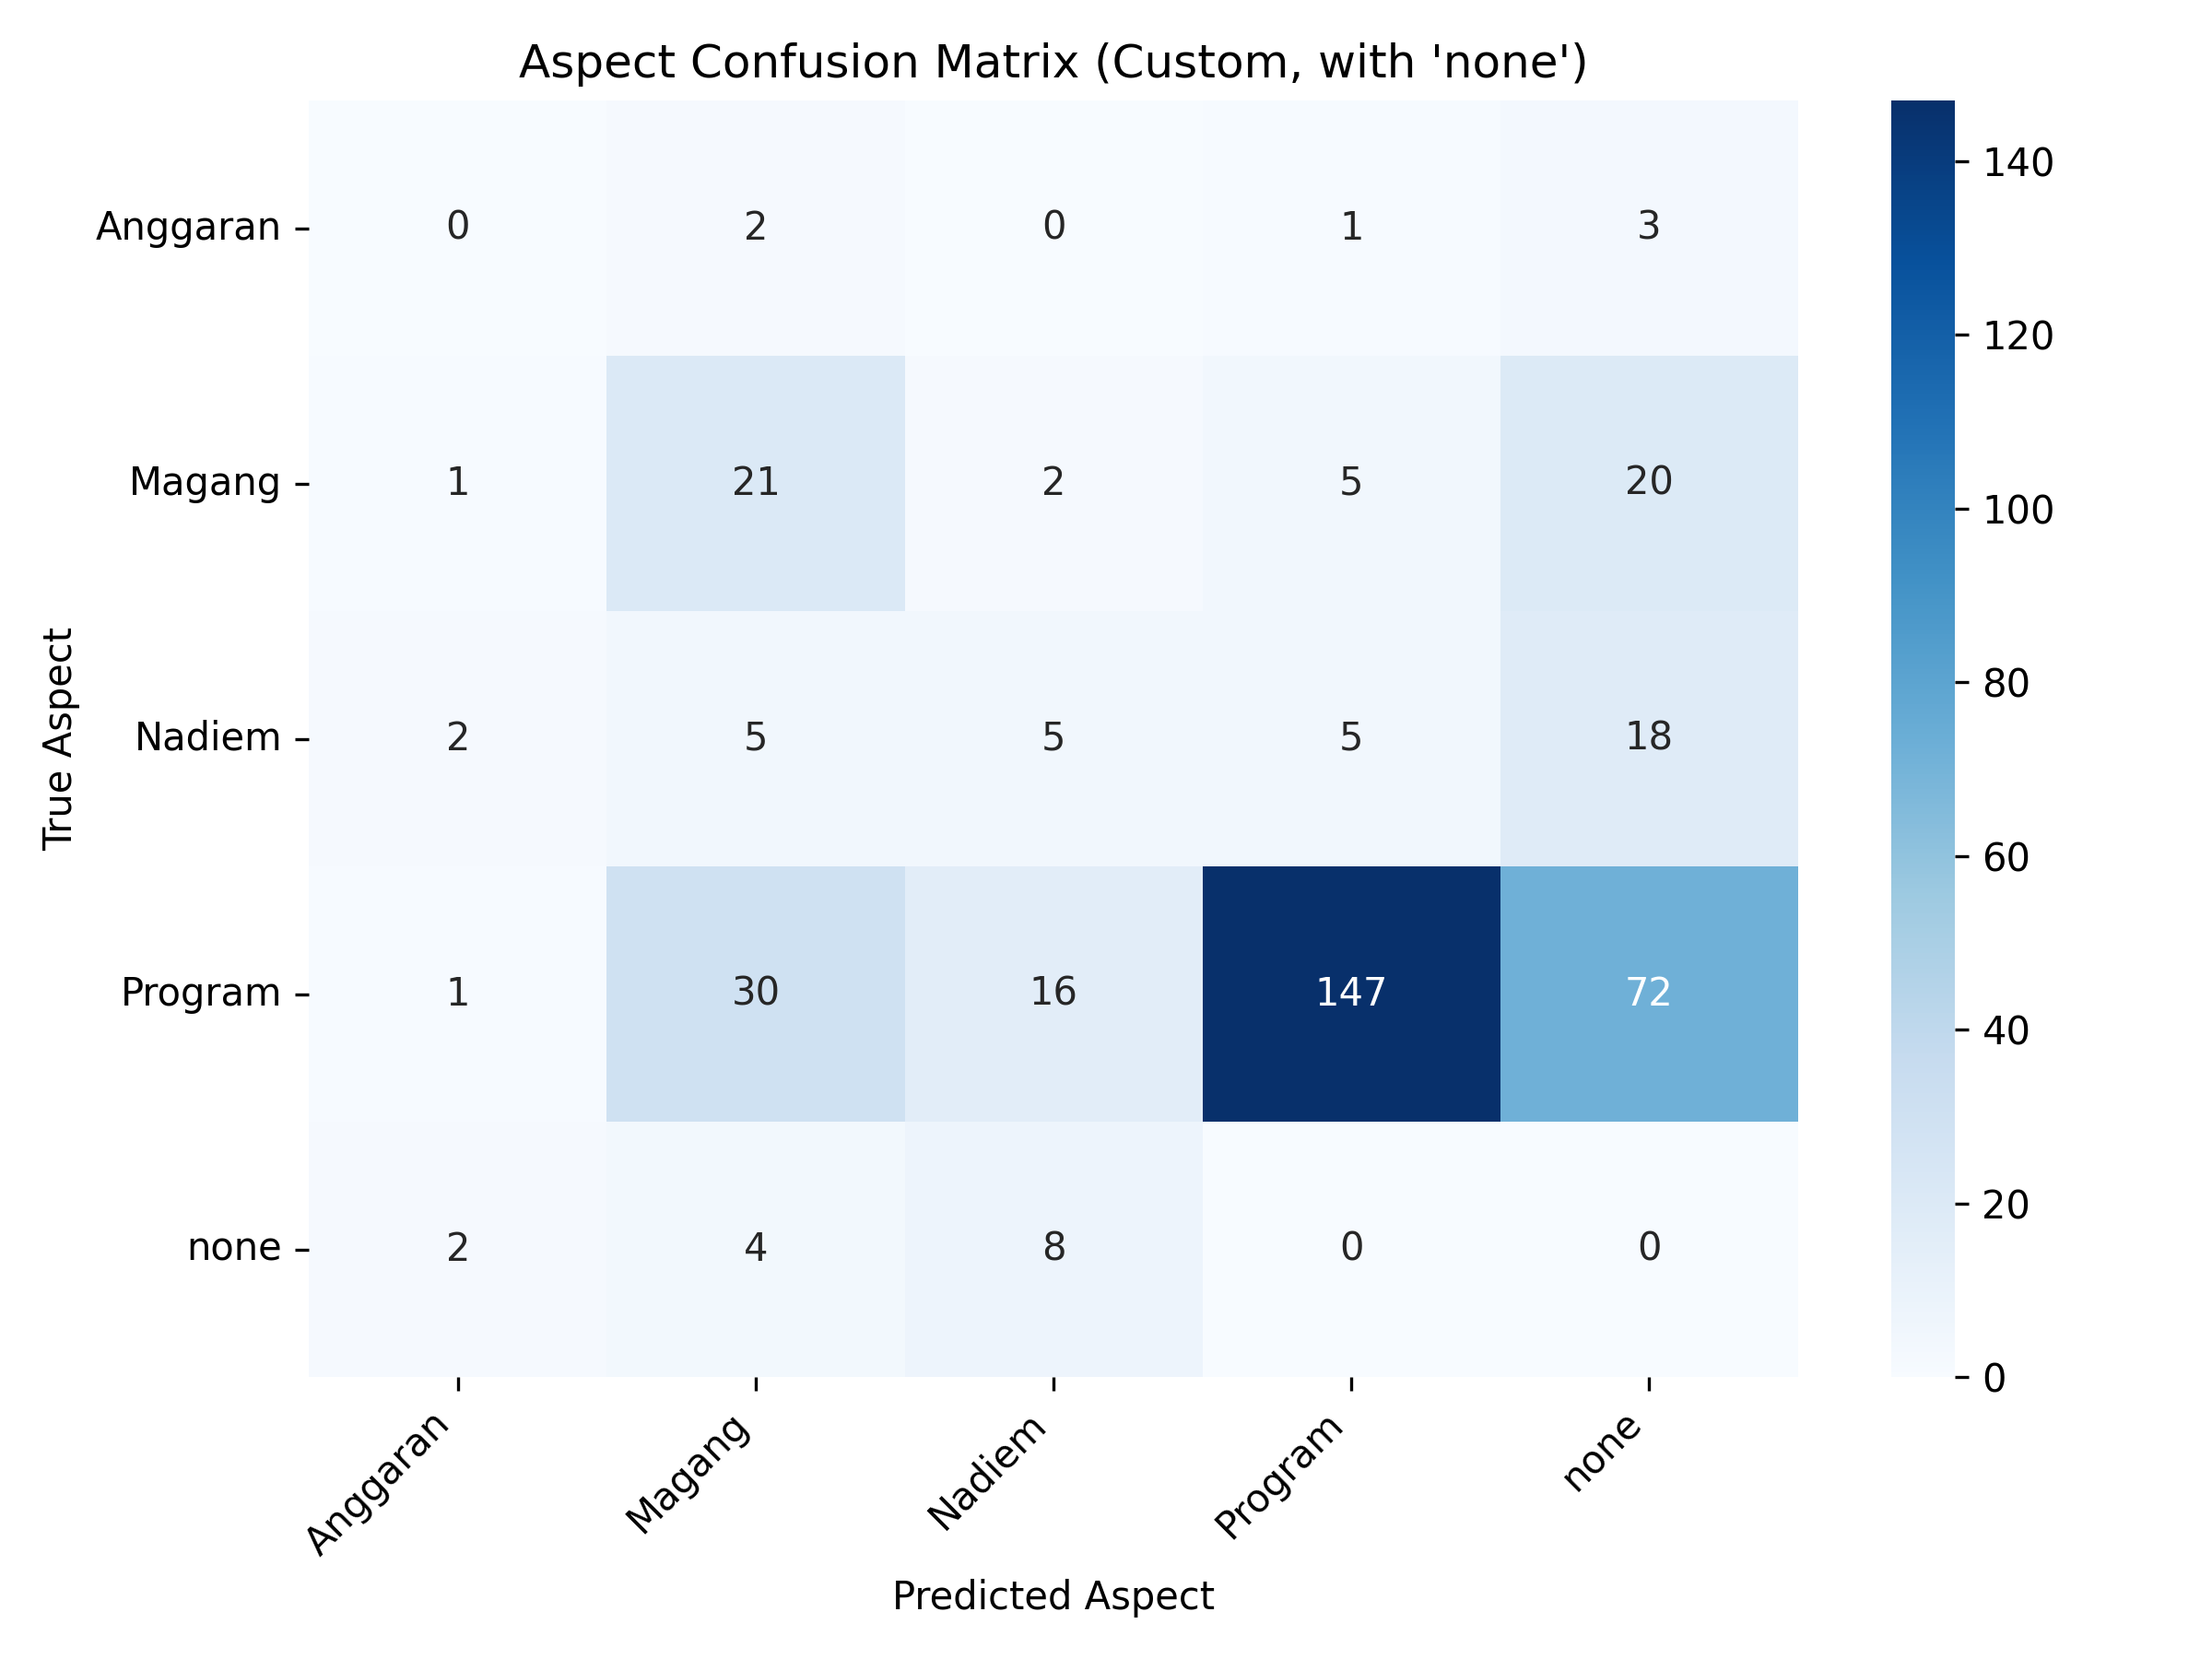 Aspect Confusion Matrix (Custom, with 'none')
True Aspect
Anggaran 0 2 0 1 3
Magang 1 21 2 5 20
Nadiem 2 5 5 5 18
Program 1 30 16 147 72
none 2 4 8 0 0
Anggaran Magang Nadiem Program none
Predicted Aspect
140
120
100
80
60
40
20
0